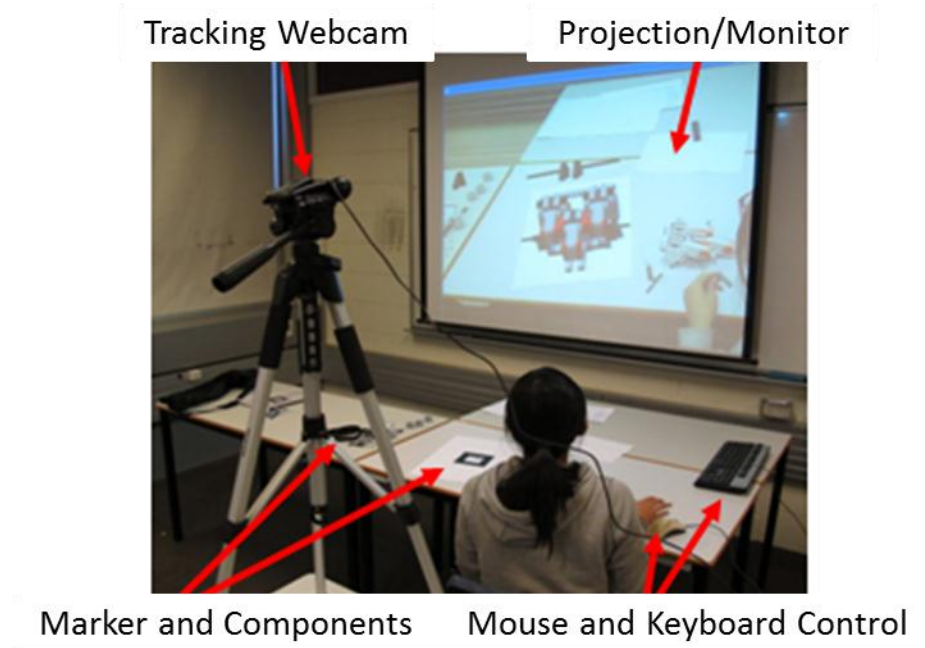 Tracking Webcam
Projection/Monitor
Marker and Components
Mouse and Keyboard Control